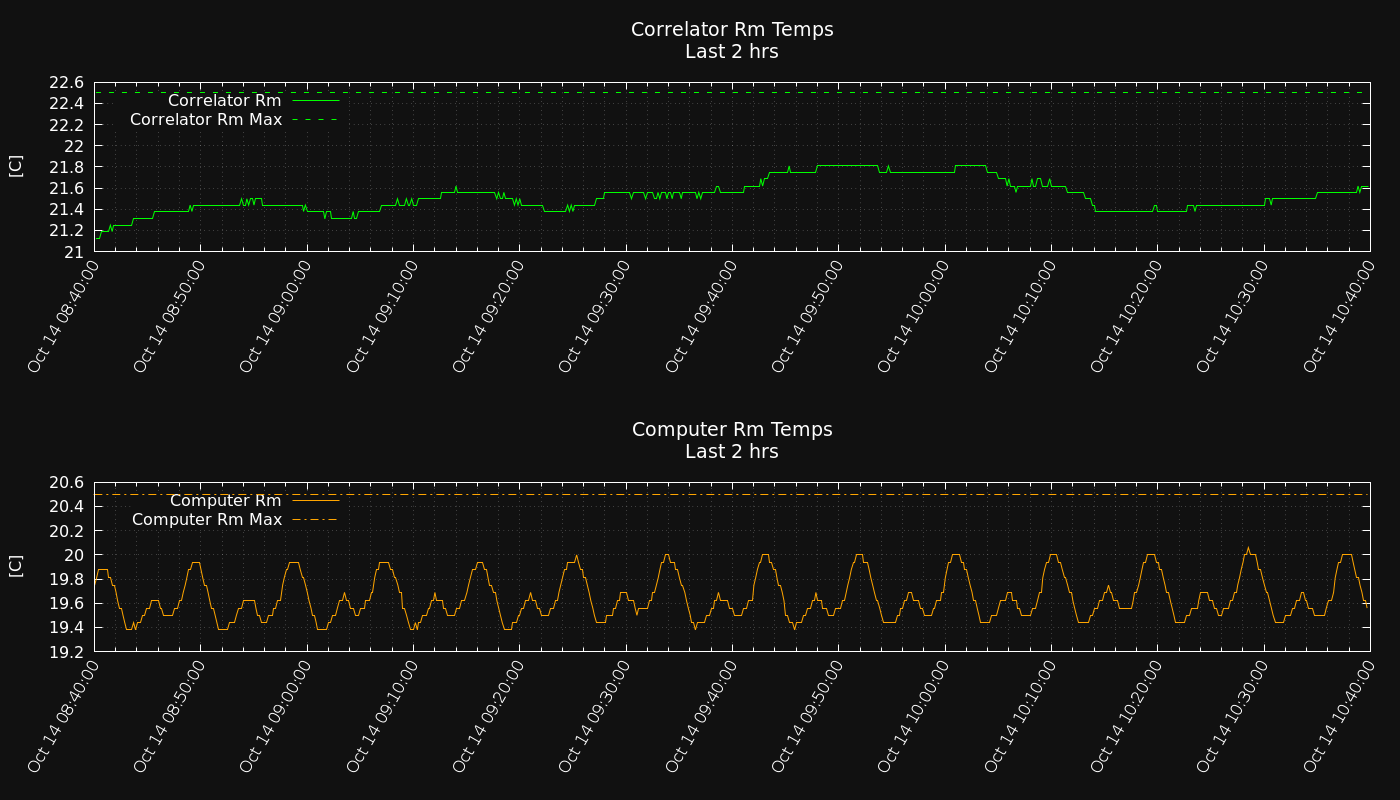 Correlator Rm Temps
Last 2 hrs
22.6
22.4
22.2
22
21.8
21.6
21.4
21.2
21
[C]
Correlator Rm
Correlator Rm Max
Oct 14 08:40:00
Oct 14 08:50:00
Oct 14 09:00:00
Oct 14 09:10:00
Oct 14 09:20:00
Oct 14 09:30:00
Oct 14 09:40:00
Oct 14 09:50:00
Oct 14 10:00:00
Oct 14 10:10:00
Oct 14 10:20:00
Oct 14 10:30:00
Oct 14 10:40:00
Computer Rm Temps
Last 2 hrs
20.6
20.4
20.2
20
19.8
19.6
19.4
19.2
[C]
Computer Rm
Computer Rm Max
Oct 14 08:40:00
Oct 14 08:50:00
Oct 14 09:00:00
Oct 14 09:10:00
Oct 14 09:20:00
Oct 14 09:30:00
Oct 14 09:40:00
Oct 14 09:50:00
Oct 14 10:00:00
Oct 14 10:10:00
Oct 14 10:20:00
Oct 14 10:30:00
Oct 14 10:40:00